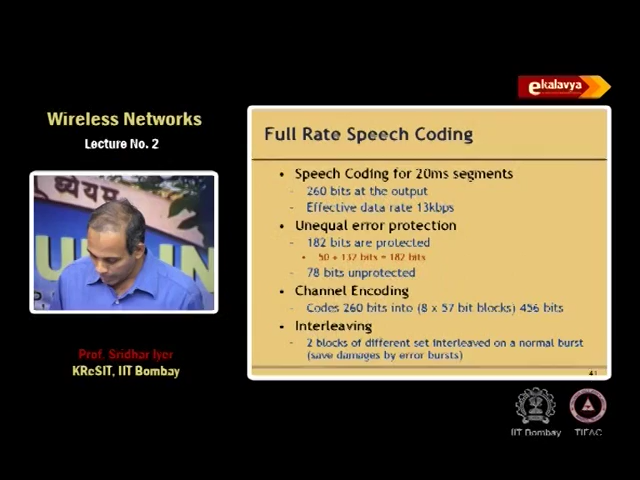 ekalavya
Wireless Networks
Lecture No. 2
ध्येयम्
Prof. Sridhar Iyer
KReSIT, IIT Bombay
Full Rate Speech Coding
• Speech Coding for 20ms segments
- 260 bits at the output
- Effective data rate 13kbps
• Unequal error protection
- 182 bits are protected
• 50 + 132 bits = 182 bits
- 78 bits unprotected
• Channel Encoding
- Codes 260 bits into (8 x 57 bit blocks) 456 bits
• Interleaving
- 2 blocks of different set interleaved on a normal burst
(save damages by error bursts)
41
IIT Bombay
TIFAC